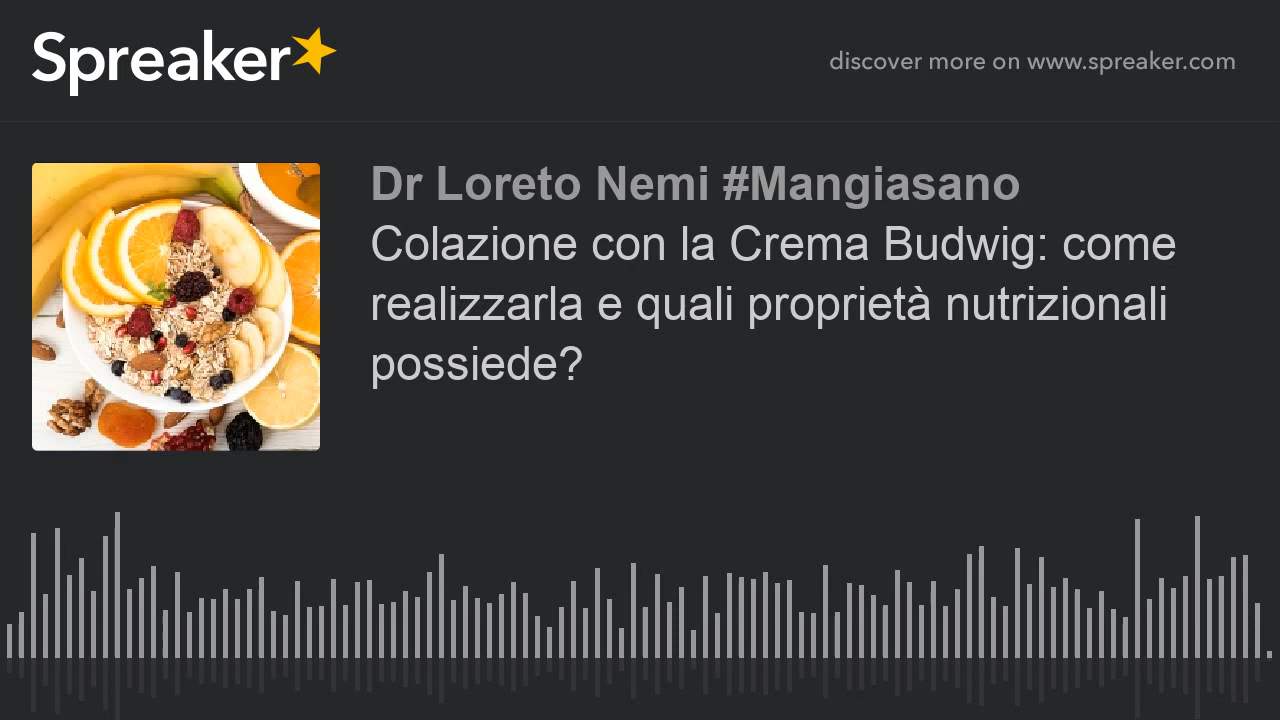 Spreaker
discover more on www.spreaker.com
Dr Loreto Nemi #Mangiasano
Colazione con la Crema Budwig: come
realizzarla e quali proprietà nutrizionali
possiede?